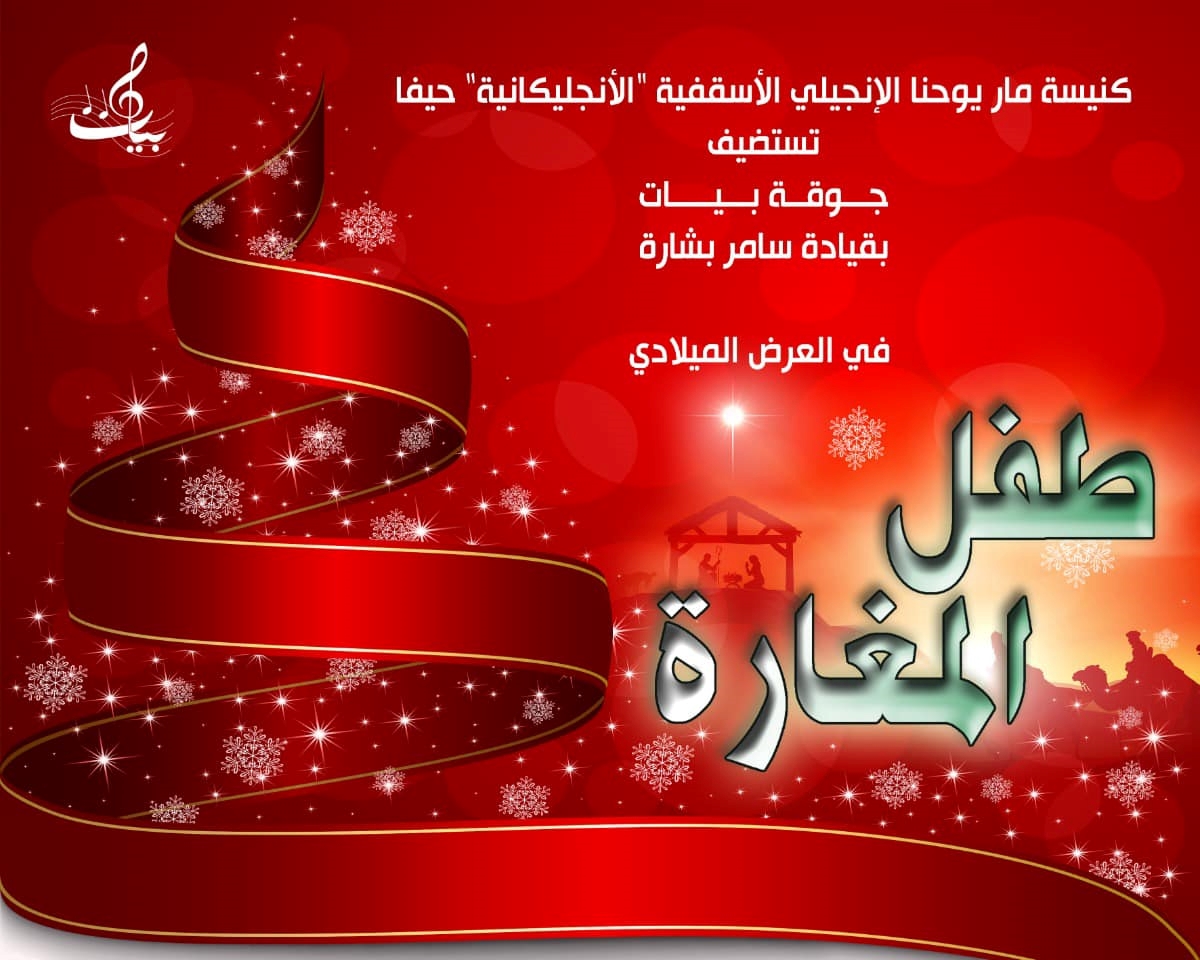 بيات
كنيسة مار يوحنا الإنجيلي الأسقفية "الأنجليكانية" حيفا
تستضيف
جـوقـة بـيـات
بقيادة سامر بشارة
في العرض الميلادي
طفل
المغارة